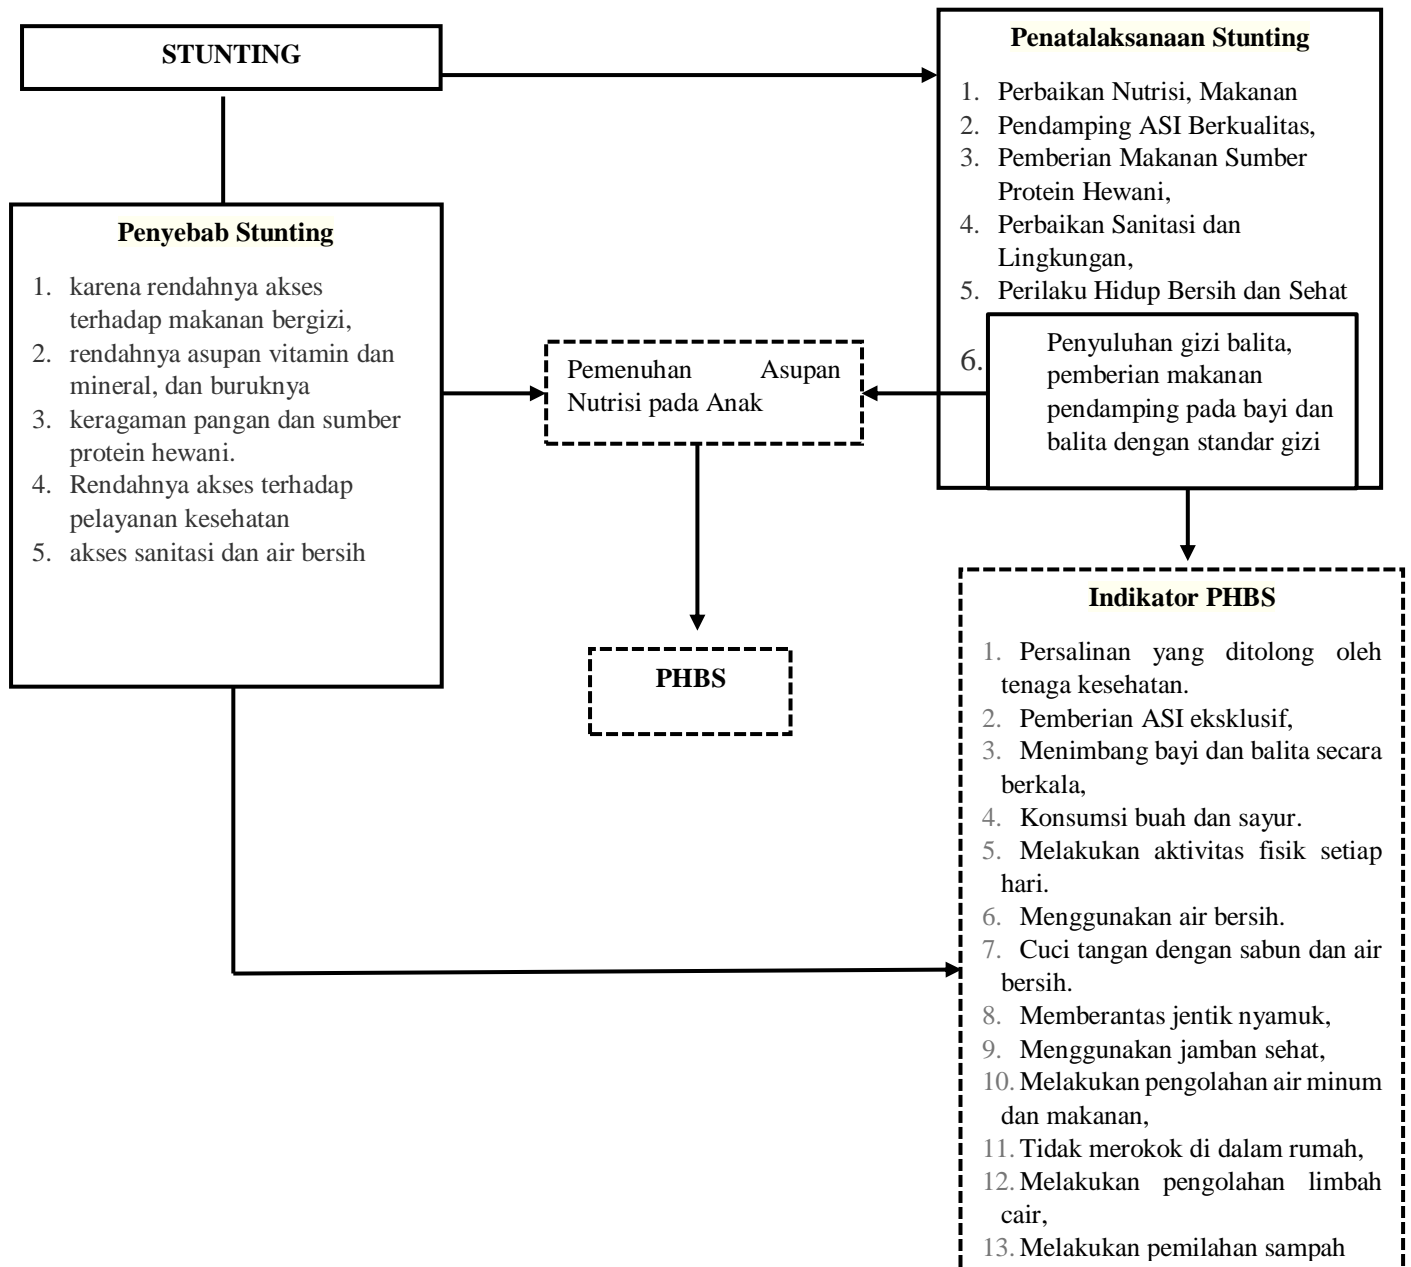 STUNTING
Penyebab Stunting
1. karena rendahnya akses
terhadap makanan bergizi,
2. rendahnya asupan vitamin dan
mineral, dan buruknya
3. keragaman pangan dan sumber
protein hewani.
4. Rendahnya akses terhadap
pelayanan kesehatan
5. akses sanitasi dan air bersih
Pemenuhan Asupan
Nutrisi pada Anak
PHBS
Penatalaksanaan Stunting
1. Perbaikan Nutrisi, Makanan
2. Pendamping ASI Berkualitas,
3. Pemberian Makanan Sumber
Protein Hewani,
4. Perbaikan Sanitasi dan
Lingkungan,
5. Perilaku Hidup Bersih dan Sehat
6. Penyuluhan gizi balita,
pemberian makanan
pendamping pada bayi dan
balita dengan standar gizi
Indikator PHBS
1. Persalinan yang ditolong oleh
tenaga kesehatan.
2. Pemberian ASI eksklusif,
3. Menimbang bayi dan balita secara
berkala,
4. Konsumsi buah dan sayur.
5. Melakukan aktivitas fisik setiap
hari.
6. Menggunakan air bersih.
7. Cuci tangan dengan sabun dan air
bersih.
8. Memberantas jentik nyamuk,
9. Menggunakan jamban sehat,
10. Melakukan pengolahan air minum
dan makanan,
11. Tidak merokok di dalam rumah,
12. Melakukan pengolahan limbah
cair,
13. Melakukan pemilahan sampah